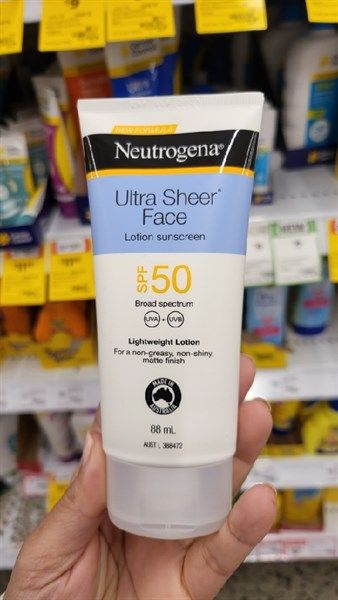 NEW FORMULA
Neutrogena®
Ultra Sheer®
Face
Lotion sunscreen
SPF 50
Broad spectrum
UVA + UVB
Lightweight Lotion
For a non-greasy, non-shiny,
matte finish
MADE IN
AUSTRALIA
88 mL
AUST L 388472